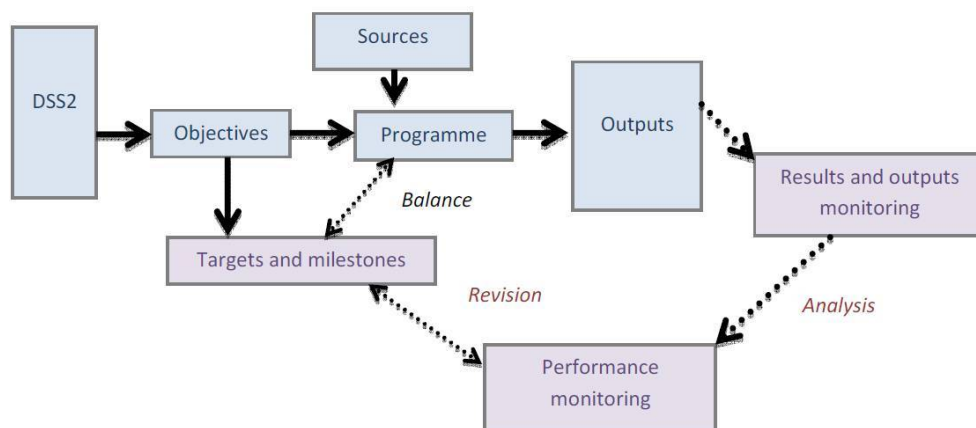 Sources
DSS2
Objectives
Programme
Outputs
Balance
Results and outputs
monitoring
Targets and milestones
Revision
Analysis
Performance
monitoring